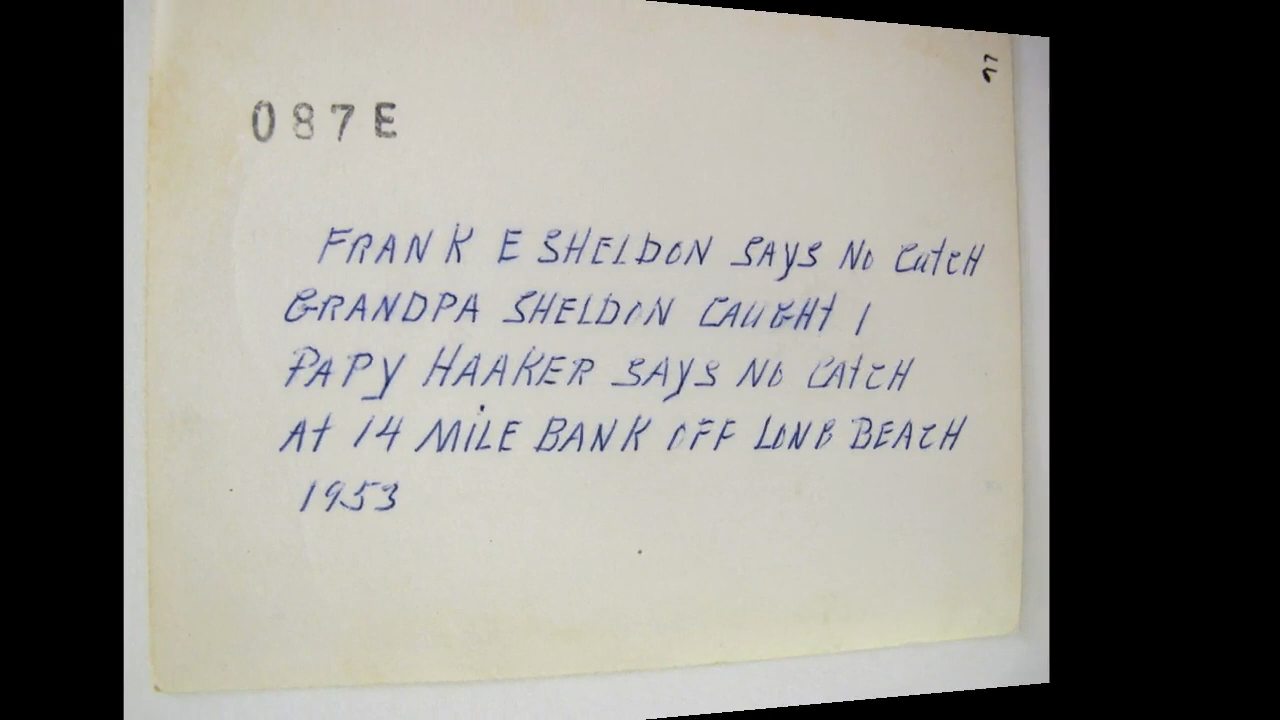 087E
FRANK E SHELDON SAYS NO CatcH
GRANDPA SHELDON CAUGHt 1
PAPY HAAKER SAYS NO CAtcH
At 14 MiLE BANK OFF LONG BEACH
1953